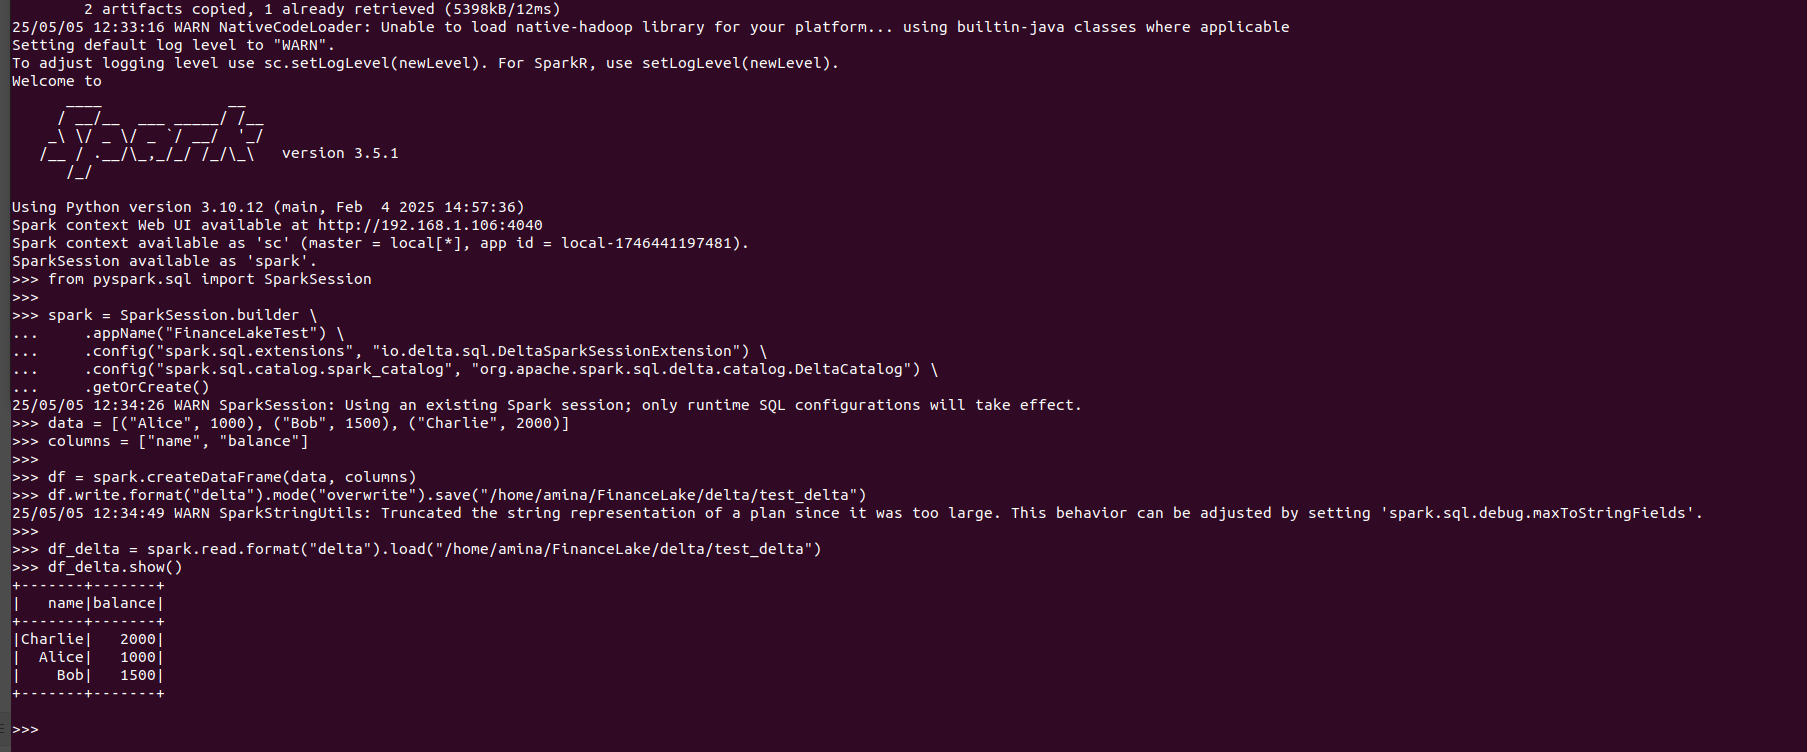 2 artifacts copied, 1 already retrieved (5398kB/12ms)
25/05/05 12:33:16 WARN NativeCodeLoader: Unable to load native-hadoop library for your platform... using builtin-java classes where applicable
Setting default log level to "WARN".
To adjust logging level use sc.setLogLevel(newLevel). For SparkR, use setLogLevel(newLevel).
Welcome to
      ____              __
     / __/__  ___ _____/ /__
    _\ \/ _ \/ _ `/ __/  '_/
   /__ / .__/\_,_/_/ /_/\_\   version 3.5.1
      /_/

Using Python version 3.10.12 (main, Feb  4 2025 14:57:36)
Spark context Web UI available at http://192.168.1.106:4040
Spark context available as 'sc' (master = local[*], app id = local-1746441197481).
SparkSession available as 'spark'.
>>> from pyspark.sql import SparkSession
>>>
>>> spark = SparkSession.builder \
...     .appName("FinanceLakeTest") \
...     .config("spark.sql.extensions", "io.delta.sql.DeltaSparkSessionExtension") \
...     .config("spark.sql.catalog.spark_catalog", "org.apache.spark.sql.delta.catalog.DeltaCatalog") \
...     .getOrCreate()
25/05/05 12:34:26 WARN SparkSession: Using an existing Spark session; only runtime SQL configurations will take effect.
>>> data = [("Alice", 1000), ("Bob", 1500), ("Charlie", 2000)]
>>> columns = ["name", "balance"]
>>>
>>> df = spark.createDataFrame(data, columns)
>>> df.write.format("delta").mode("overwrite").save("/home/amina/FinanceLake/delta/test_delta")
25/05/05 12:34:49 WARN SparkStringUtils: Truncated the string representation of a plan since it was too large. This behavior can be adjusted by setting 'spark.sql.debug.maxToStringFields'.
>>>
>>> df_delta = spark.read.format("delta").load("/home/amina/FinanceLake/delta/test_delta")
>>> df_delta.show()
+-------+-------+
|   name|balance|
+-------+-------+
|Charlie|   2000|
|  Alice|   1000|
|    Bob|   1500|
+-------+-------+

>>>